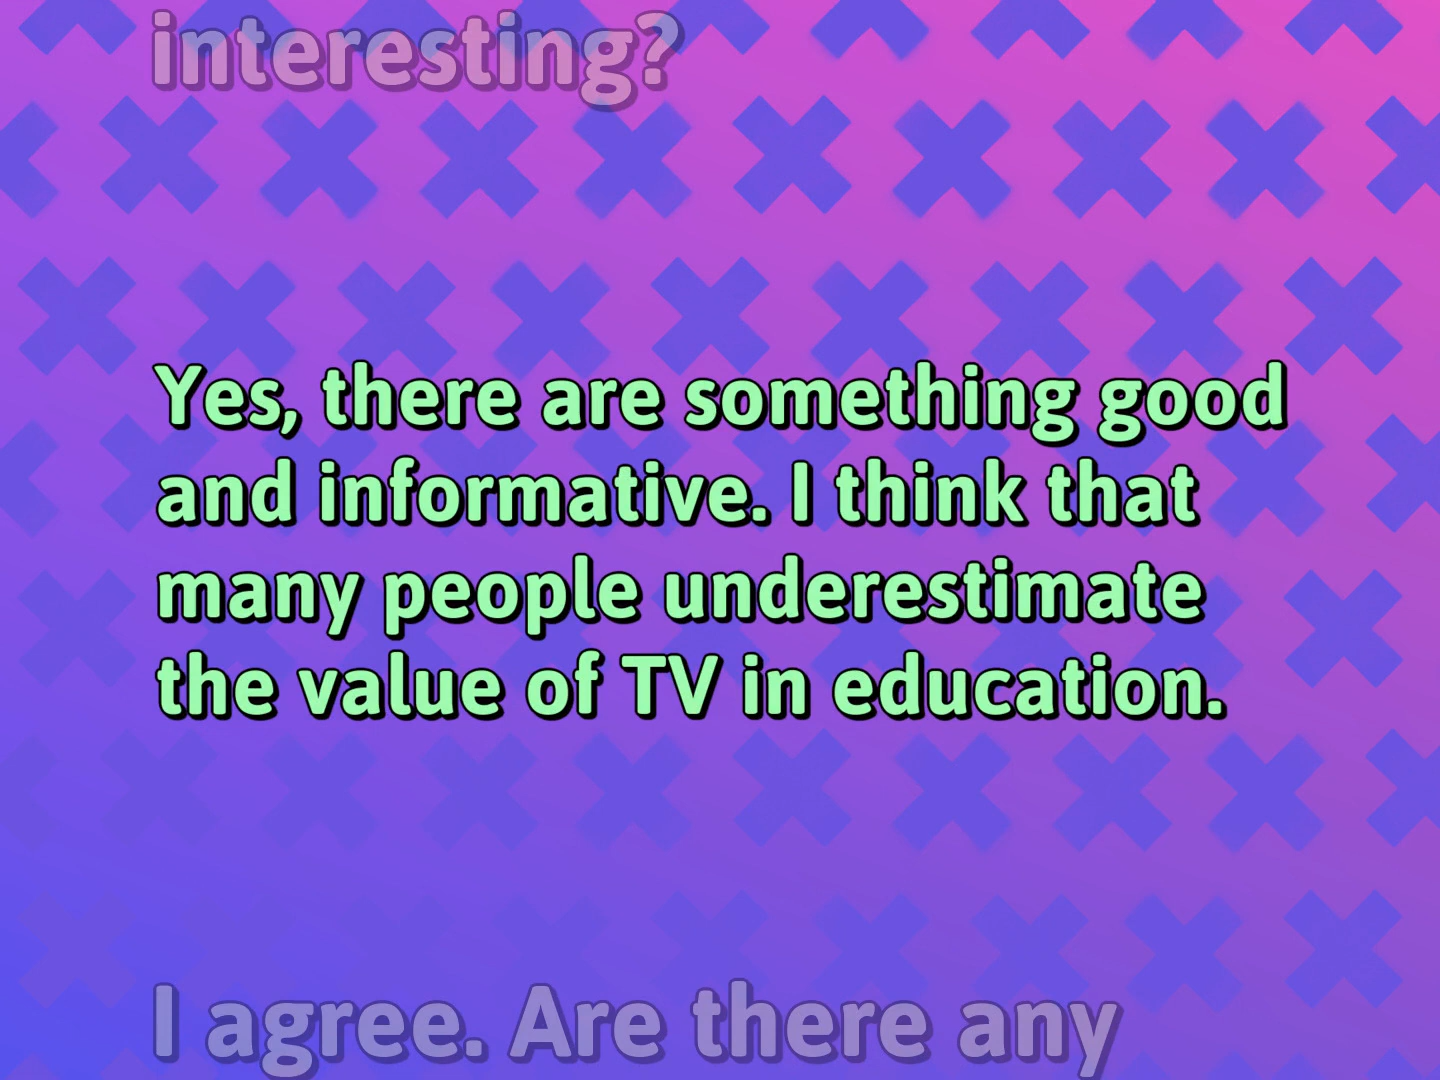 interesting?
Yes, there are something good
and informative. I think that
many people underestimate
the value of TV in education.
I agree. Are there any